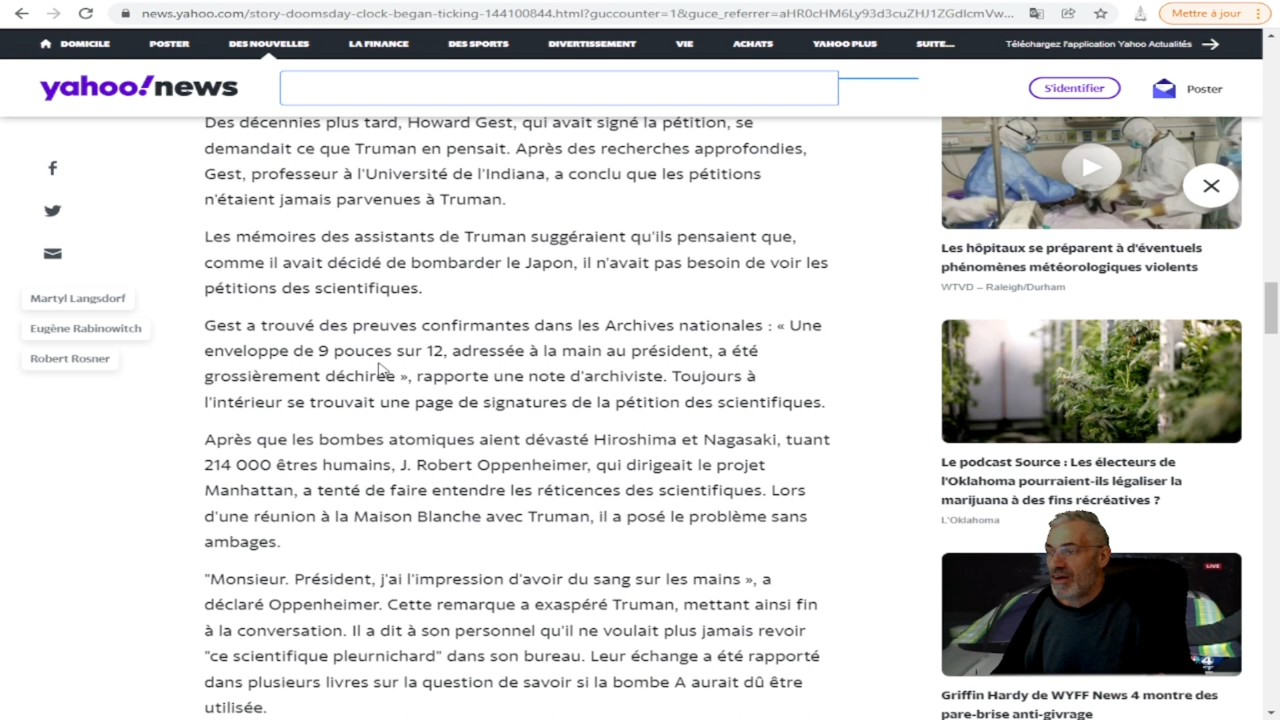 news.yahoo.com/story-doomsday-clock-began-ticking-144100844.html?guccounter=1&guce_referrer=aHR0cHM6Ly93d3cuZHJ1ZGdlcmVw...
Mettre à jour
DOMICILE
POSTER
DES NOUVELLES
LA FINANCE
DES SPORTS
DIVERTISSEMENT
VIE
ACHATS
YAHOO PLUS
SUITE...
Téléchargez l'application Yahoo Actualités
yahoo!news
S'identifier
Poster
Des décennies plus tard, Howard Gest, qui avait signé la pétition, se
demandait ce que Truman en pensait. Après des recherches approfondies,
Gest, professeur à l'Université de l'Indiana, a conclu que les pétitions
n'étaient jamais parvenues à Truman.
Les mémoires des assistants de Truman suggéraient qu'ils pensaient que,
comme il avait décidé de bombarder le Japon, il n'avait pas besoin de voir les
pétitions des scientifiques.
Martyl Langsdorf
Eugène Rabinowitch
Robert Rosner
Gest a trouvé des preuves confirmantes dans les Archives nationales : « Une
enveloppe de 9 pouces sur 12, adressée à la main au président, a été
grossièrement déchirée », rapporte une note d'archiviste. Toujours à
l'intérieur se trouvait une page de signatures de la pétition des scientifiques.
Après que les bombes atomiques aient dévasté Hiroshima et Nagasaki, tuant
214 000 êtres humains, J. Robert Oppenheimer, qui dirigeait le projet
Manhattan, a tenté de faire entendre les réticences des scientifiques. Lors
d'une réunion à la Maison Blanche avec Truman, il a posé le problème sans
ambages.
"Monsieur. Président, j'ai l'impression d'avoir du sang sur les mains », a
déclaré Oppenheimer. Cette remarque a exaspéré Truman, mettant ainsi fin
à la conversation. Il a dit à son personnel qu'il ne voulait plus jamais revoir
"ce scientifique pleurnichard" dans son bureau. Leur échange a été rapporté
dans plusieurs livres sur la question de savoir si la bombe A aurait dû être
utilisée.
Les hôpitaux se préparent à d'éventuels
phénomènes météorologiques violents
WTVD – Raleigh/Durham
Le podcast Source : Les électeurs de
l'Oklahoma pourraient-ils légaliser la
marijuana à des fins récréatives ?
L'Oklahoma
LIVE
4
Griffin Hardy de WYFF News 4 montre des
pare-brise anti-givrage